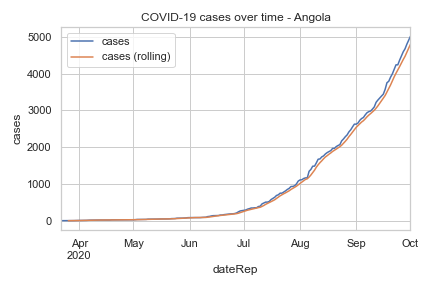 COVID-19 cases over time - Angola
cases
cases (rolling)
5000
4000
3000
2000
1000
0
cases
Apr
2020
May
Jun
Jul
Aug
Sep
Oct
dateRep